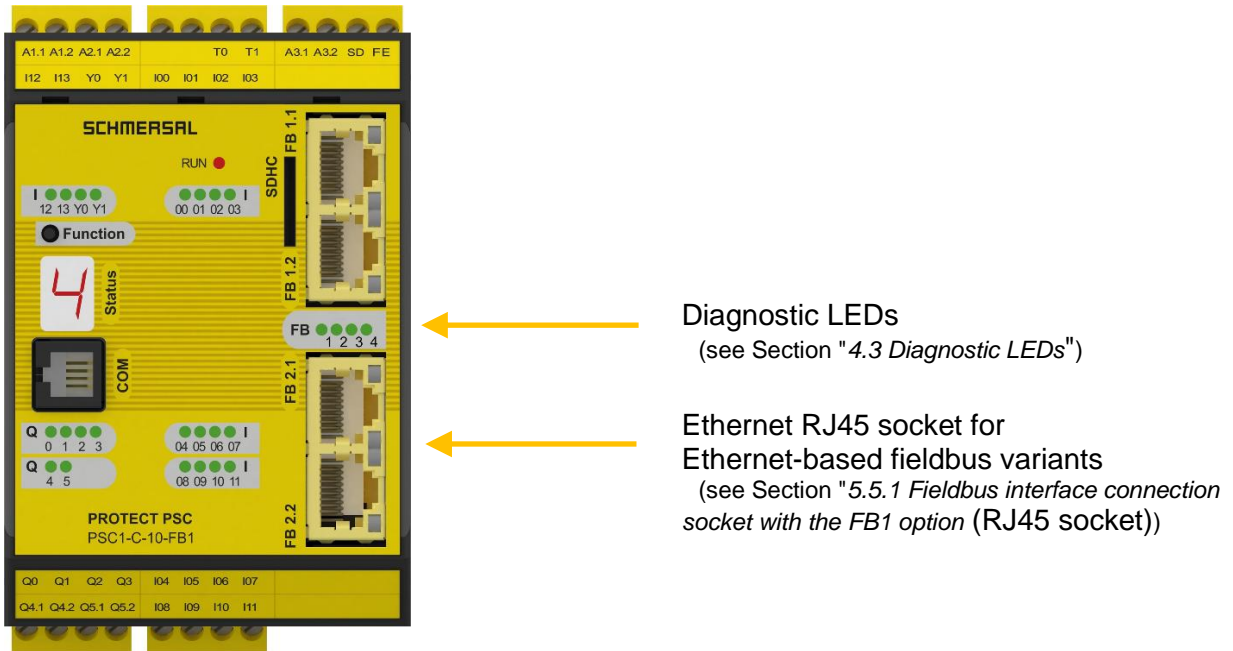 A1.1 A1.2 A2.1 A2.2 T0 T1 A3.1 A3.2 SD FE
I12 I13 Y0 Y1 I00 I01 I02 I03
SCHMERSAL
FB 1.1
RUN
SDHC
I I
12 13 Y0 Y1 00 01 02 03
Function
FB 1.2
4
Status
FB
1 2 3 4
COM
FB 2.1
Q I
0 1 2 3 04 05 06 07
Q I
4 5 08 09 10 11
FB 2.2
PROTECT PSC
PSC1-C-10-FB1
Q0 Q1 Q2 Q3 I04 I05 I06 I07
Q4.1 Q4.2 Q5.1 Q5.2 I08 I09 I10 I11
Diagnostic LEDs
(see Section "4.3 Diagnostic LEDs")
Ethernet RJ45 socket for
Ethernet-based fieldbus variants
(see Section "5.5.1 Fieldbus interface connection
socket with the FB1 option (RJ45 socket))